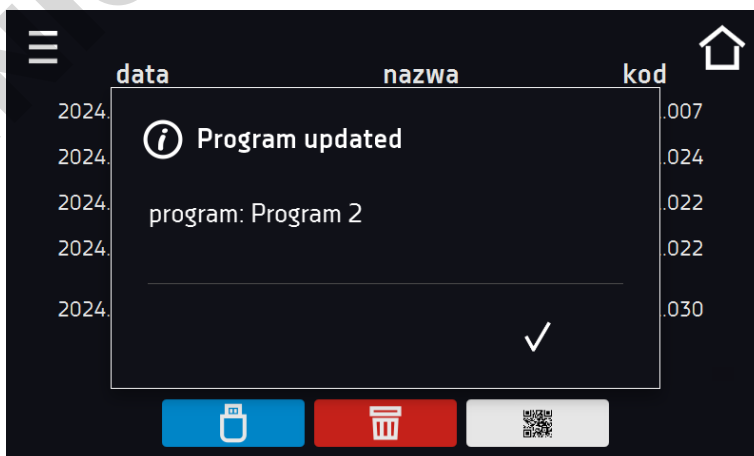 data nazwa kod
2024. .007
Program updated
2024. .024
2024. .022
program: Program 2
2024. .022
2024. .030